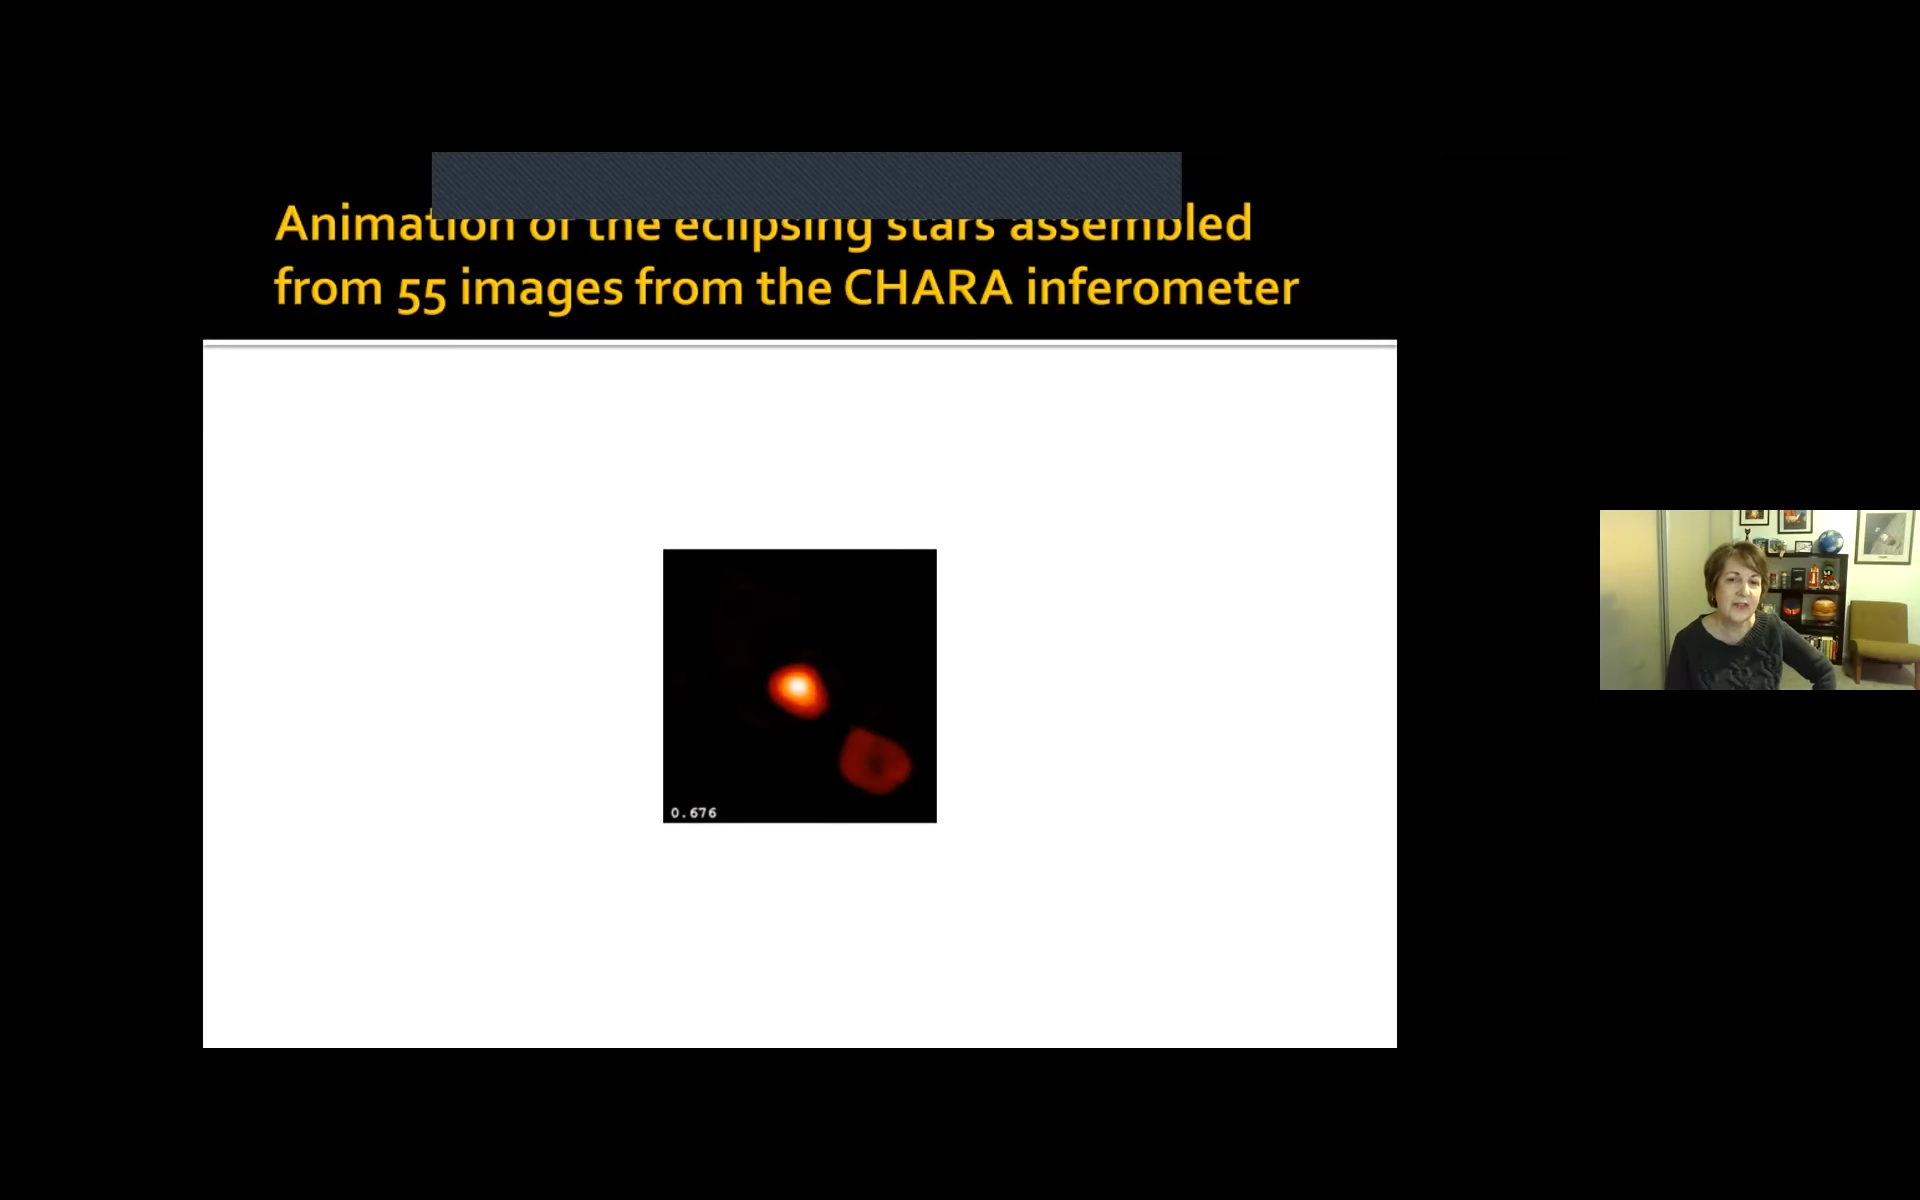 Animation of the eclipsing stars assembled
from 55 images from the CHARA inferometer
0.676